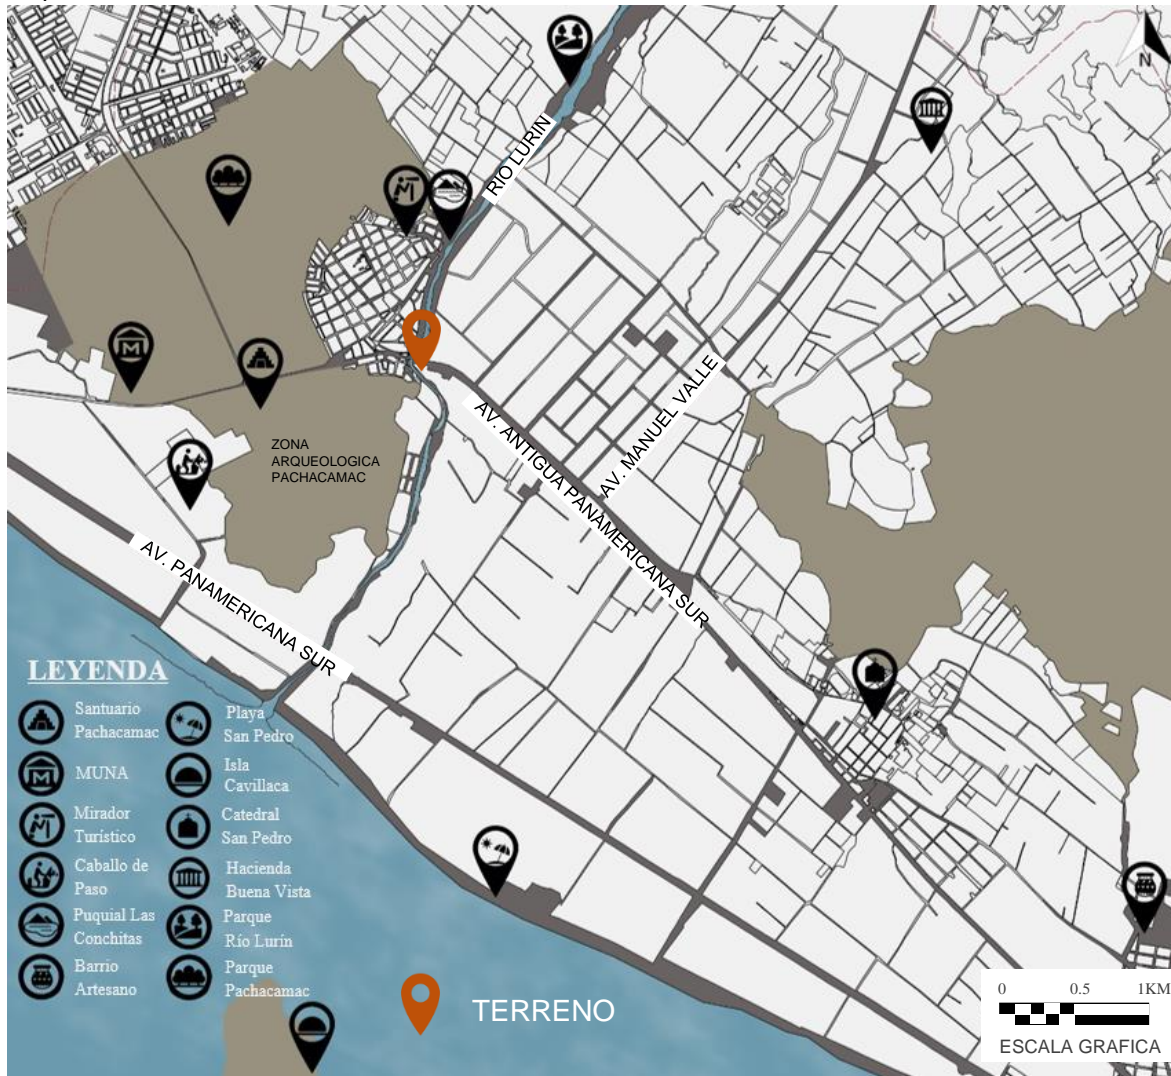 N
RIO LURIN
ZONA
ARQUEOLOGICA
PACHACAMAC
AV. MANUEL VALLE
AV. ANTIGUA PANAMERICANA SUR
AV. PANAMERICANA SUR
LEYENDA
Santuario
Pachacamac
MUNA
Mirador
Turístico
Caballo de
Paso
Puquial Las
Conchitas
Barrio
Artesano
Playa
San Pedro
Isla
Cavillaca
Catedral
San Pedro
Hacienda
Buena Vista
Parque
Río Lurín
Parque
Pachacamac
TERRENO
0 0.5 1KM
ESCALA GRAFICA